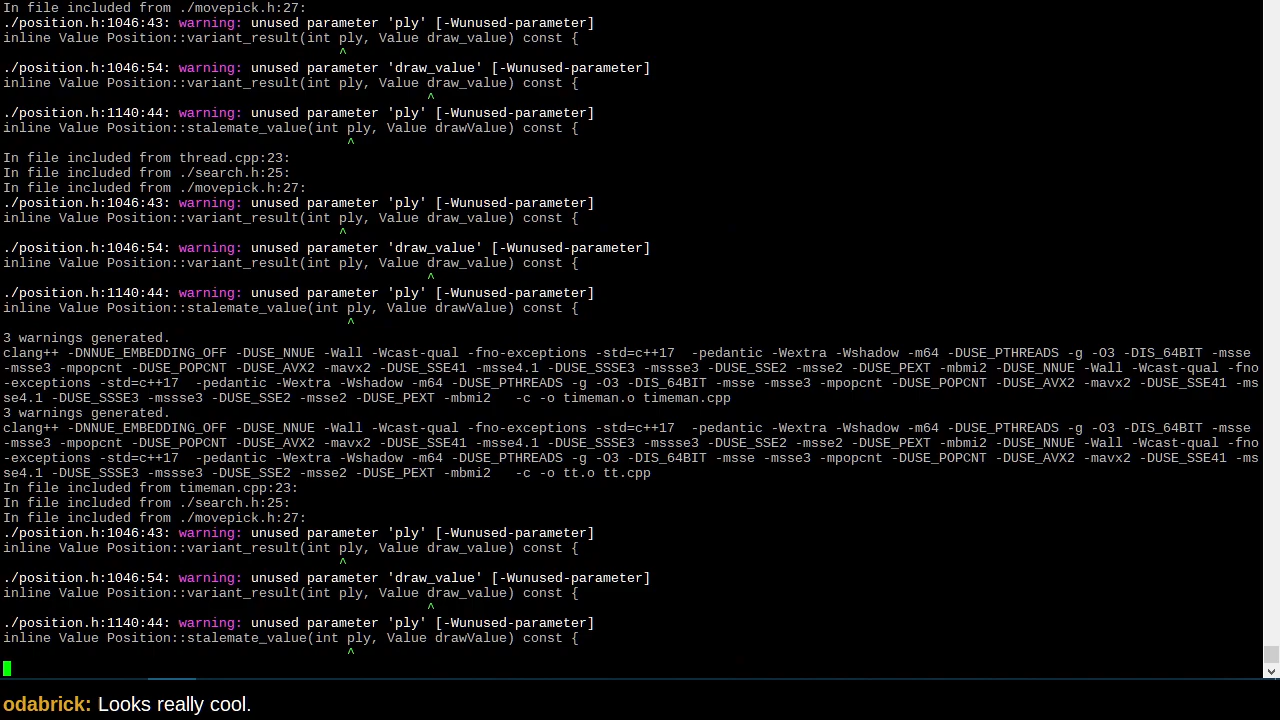 In file included from ./movepick.h:27:
./position.h:1046:43: warning: unused parameter 'ply' [-Wunused-parameter]
inline Value Position::variant_result(int ply, Value draw_value) const {
^
./position.h:1046:54: warning: unused parameter 'draw_value' [-Wunused-parameter]
inline Value Position::variant_result(int ply, Value draw_value) const {
^
./position.h:1140:44: warning: unused parameter 'ply' [-Wunused-parameter]
inline Value Position::stalemate_value(int ply, Value drawValue) const {
^
In file included from thread.cpp:23:
In file included from ./search.h:25:
In file included from ./movepick.h:27:
./position.h:1046:43: warning: unused parameter 'ply' [-Wunused-parameter]
inline Value Position::variant_result(int ply, Value draw_value) const {
^
./position.h:1046:54: warning: unused parameter 'draw_value' [-Wunused-parameter]
inline Value Position::variant_result(int ply, Value draw_value) const {
^
./position.h:1140:44: warning: unused parameter 'ply' [-Wunused-parameter]
inline Value Position::stalemate_value(int ply, Value drawValue) const {
^
3 warnings generated.
clang++ -DNNUE_EMBEDDING_OFF -DUSE_NNUE -Wall -Wcast-qual -fno-exceptions -std=c++17  -pedantic -Wextra -Wshadow -m64 -DUSE_PTHREADS -g -O3 -DIS_64BIT -msse
-msse3 -mpopcnt -DUSE_POPCNT -DUSE_AVX2 -mavx2 -DUSE_SSE41 -msse4.1 -DUSE_SSSE3 -mssse3 -DUSE_SSE2 -msse2 -DUSE_PEXT -mbmi2 -DUSE_NNUE -Wall -Wcast-qual -fno
-exceptions -std=c++17  -pedantic -Wextra -Wshadow -m64 -DUSE_PTHREADS -g -O3 -DIS_64BIT -msse -msse3 -mpopcnt -DUSE_POPCNT -DUSE_AVX2 -mavx2 -DUSE_SSE41 -ms
se4.1 -DUSE_SSSE3 -mssse3 -DUSE_SSE2 -msse2 -DUSE_PEXT -mbmi2   -c -o timeman.o timeman.cpp
3 warnings generated.
clang++ -DNNUE_EMBEDDING_OFF -DUSE_NNUE -Wall -Wcast-qual -fno-exceptions -std=c++17  -pedantic -Wextra -Wshadow -m64 -DUSE_PTHREADS -g -O3 -DIS_64BIT -msse
-msse3 -mpopcnt -DUSE_POPCNT -DUSE_AVX2 -mavx2 -DUSE_SSE41 -msse4.1 -DUSE_SSSE3 -mssse3 -DUSE_SSE2 -msse2 -DUSE_PEXT -mbmi2 -DUSE_NNUE -Wall -Wcast-qual -fno
-exceptions -std=c++17  -pedantic -Wextra -Wshadow -m64 -DUSE_PTHREADS -g -O3 -DIS_64BIT -msse -msse3 -mpopcnt -DUSE_POPCNT -DUSE_AVX2 -mavx2 -DUSE_SSE41 -ms
se4.1 -DUSE_SSSE3 -mssse3 -DUSE_SSE2 -msse2 -DUSE_PEXT -mbmi2   -c -o tt.o tt.cpp
In file included from timeman.cpp:23:
In file included from ./search.h:25:
In file included from ./movepick.h:27:
./position.h:1046:43: warning: unused parameter 'ply' [-Wunused-parameter]
inline Value Position::variant_result(int ply, Value draw_value) const {
^
./position.h:1046:54: warning: unused parameter 'draw_value' [-Wunused-parameter]
inline Value Position::variant_result(int ply, Value draw_value) const {
^
./position.h:1140:44: warning: unused parameter 'ply' [-Wunused-parameter]
inline Value Position::stalemate_value(int ply, Value drawValue) const {
^
odabrick: Looks really cool.